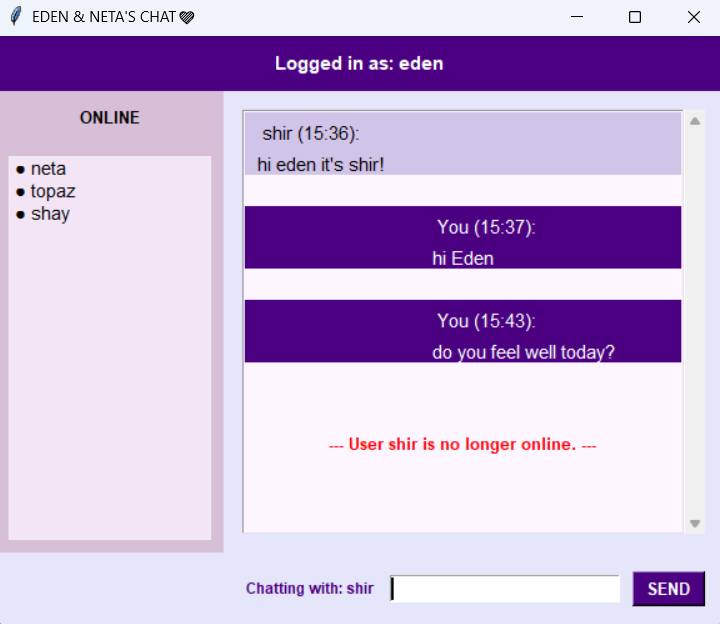 EDEN & NETA'S CHAT
Logged in as: eden
ONLINE
● neta
● topaz
● shay
shir (15:36):
hi eden it's shir!
You (15:37):
hi Eden
You (15:43):
do you feel well today?
--- User shir is no longer online. ---
Chatting with: shir
SEND